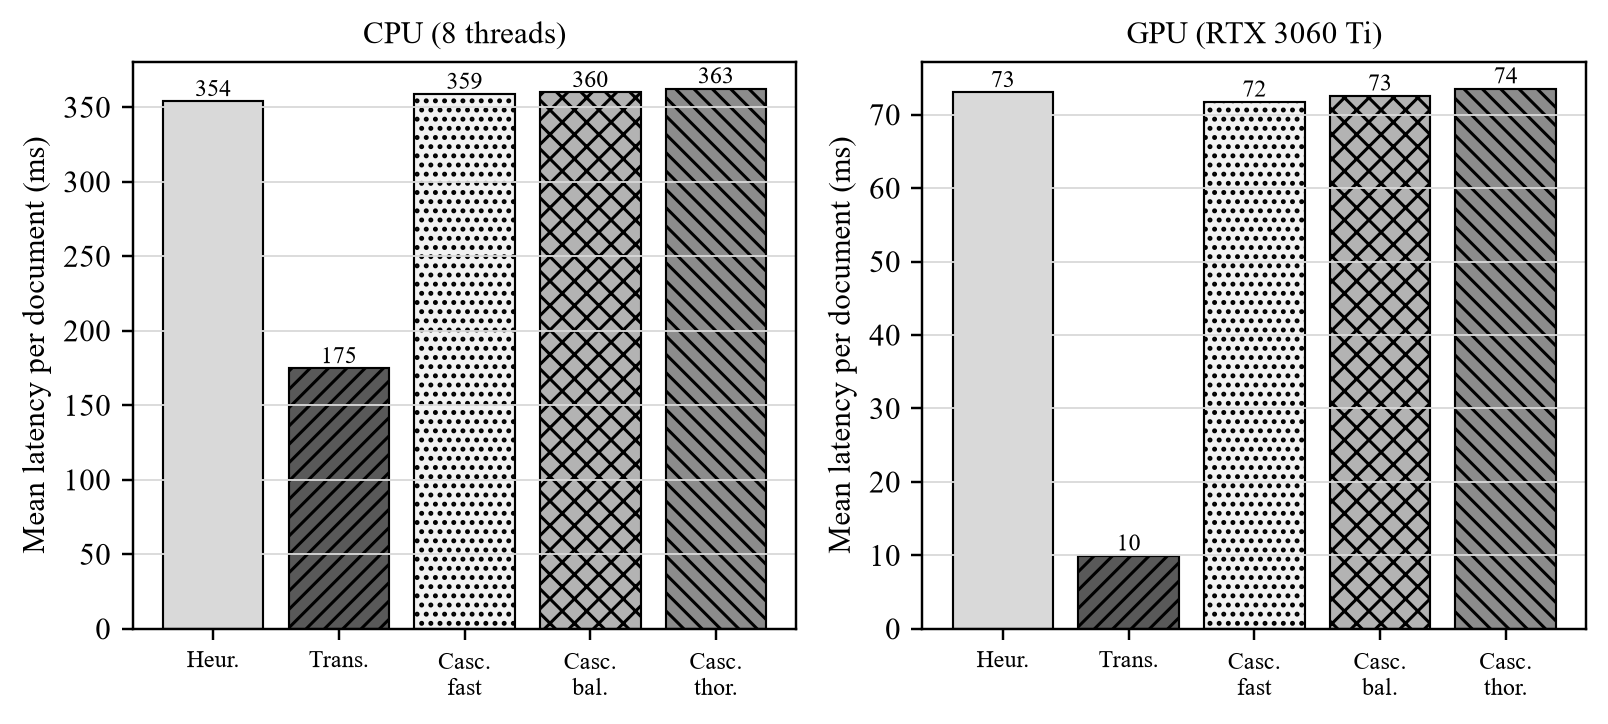 CPU (8 threads)
Mean latency per document (ms)
350
300
250
200
150
100
50
0
354
175
359
360
363
Heur.
Trans.
Casc.
fast
Casc.
bal.
Casc.
thor.
GPU (RTX 3060 Ti)
Mean latency per document (ms)
70
60
50
40
30
20
10
0
73
10
72
73
74
Heur.
Trans.
Casc.
fast
Casc.
bal.
Casc.
thor.